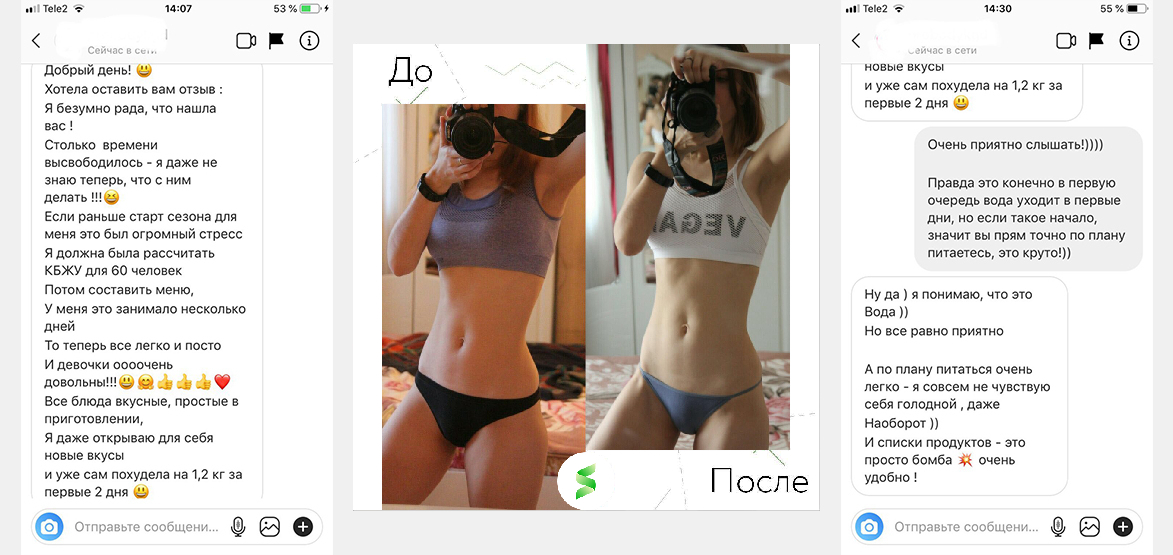 Tele2
14:07
53 %
Сейчас в сети
Добрый день! 😃
Хотела оставить вам отзыв :
Я безумно рада, что нашла
вас !
Столько времени
высвободилось - я даже не
знаю теперь, что с ним
делать !!!😆
Если раньше старт сезона для
меня это был огромный стресс
Я должна была рассчитать
КБЖУ для 60 человек
Потом составить меню,
У меня это занимало несколько
дней
То теперь все легко и посто
И девочки оооочень
довольны!!!😃🤗👍👍👍❤️
Все блюда вкусные, простые в
приготовлении,
Я даже открываю для себя
новые вкусы
и уже сам похудела на 1,2 кг за
первые 2 дня 😃
Отправьте сообщени...
До
VEGAN
После
Tele2
14:30
55 %
Сейчас в сети
новые вкусы
и уже сам похудела на 1,2 кг за
первые 2 дня 😃
Очень приятно слышать!))))
Правда это конечно в первую
очередь вода уходит в первые
дни, но если такое начало,
значит вы прям точно по плану
питаетесь, это круто!))
Ну да ) я понимаю, что это
Вода ))
Но все равно приятно
А по плану питаться очень
легко - я совсем не чувствую
себя голодной , даже
Наоборот ))
И списки продуктов - это
просто бомба 💥 очень
удобно !
Отправьте сообщени...